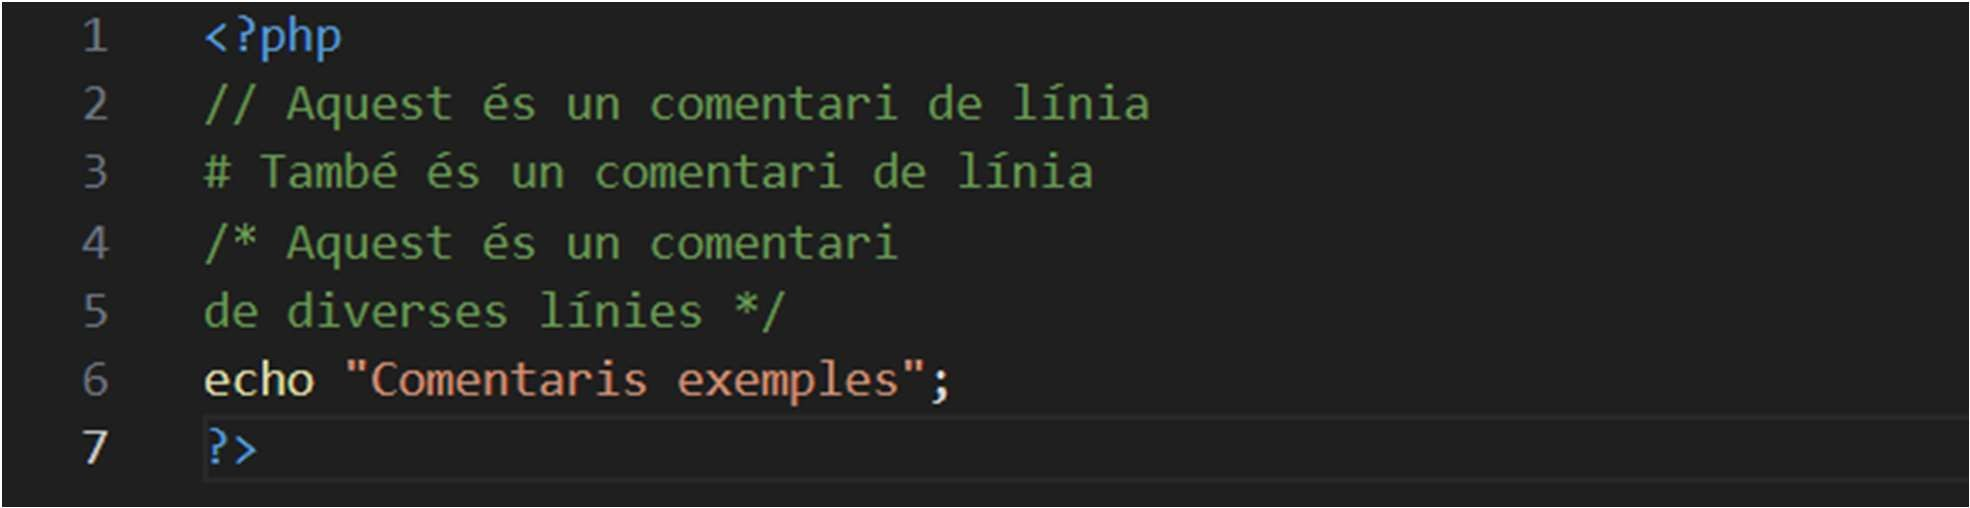 1 <?php
2 // Aquest és un comentari de línia
3 # També és un comentari de línia
4 /* Aquest és un comentari
5 de diverses línies */
6 echo "Comentaris exemples";
7 ?>